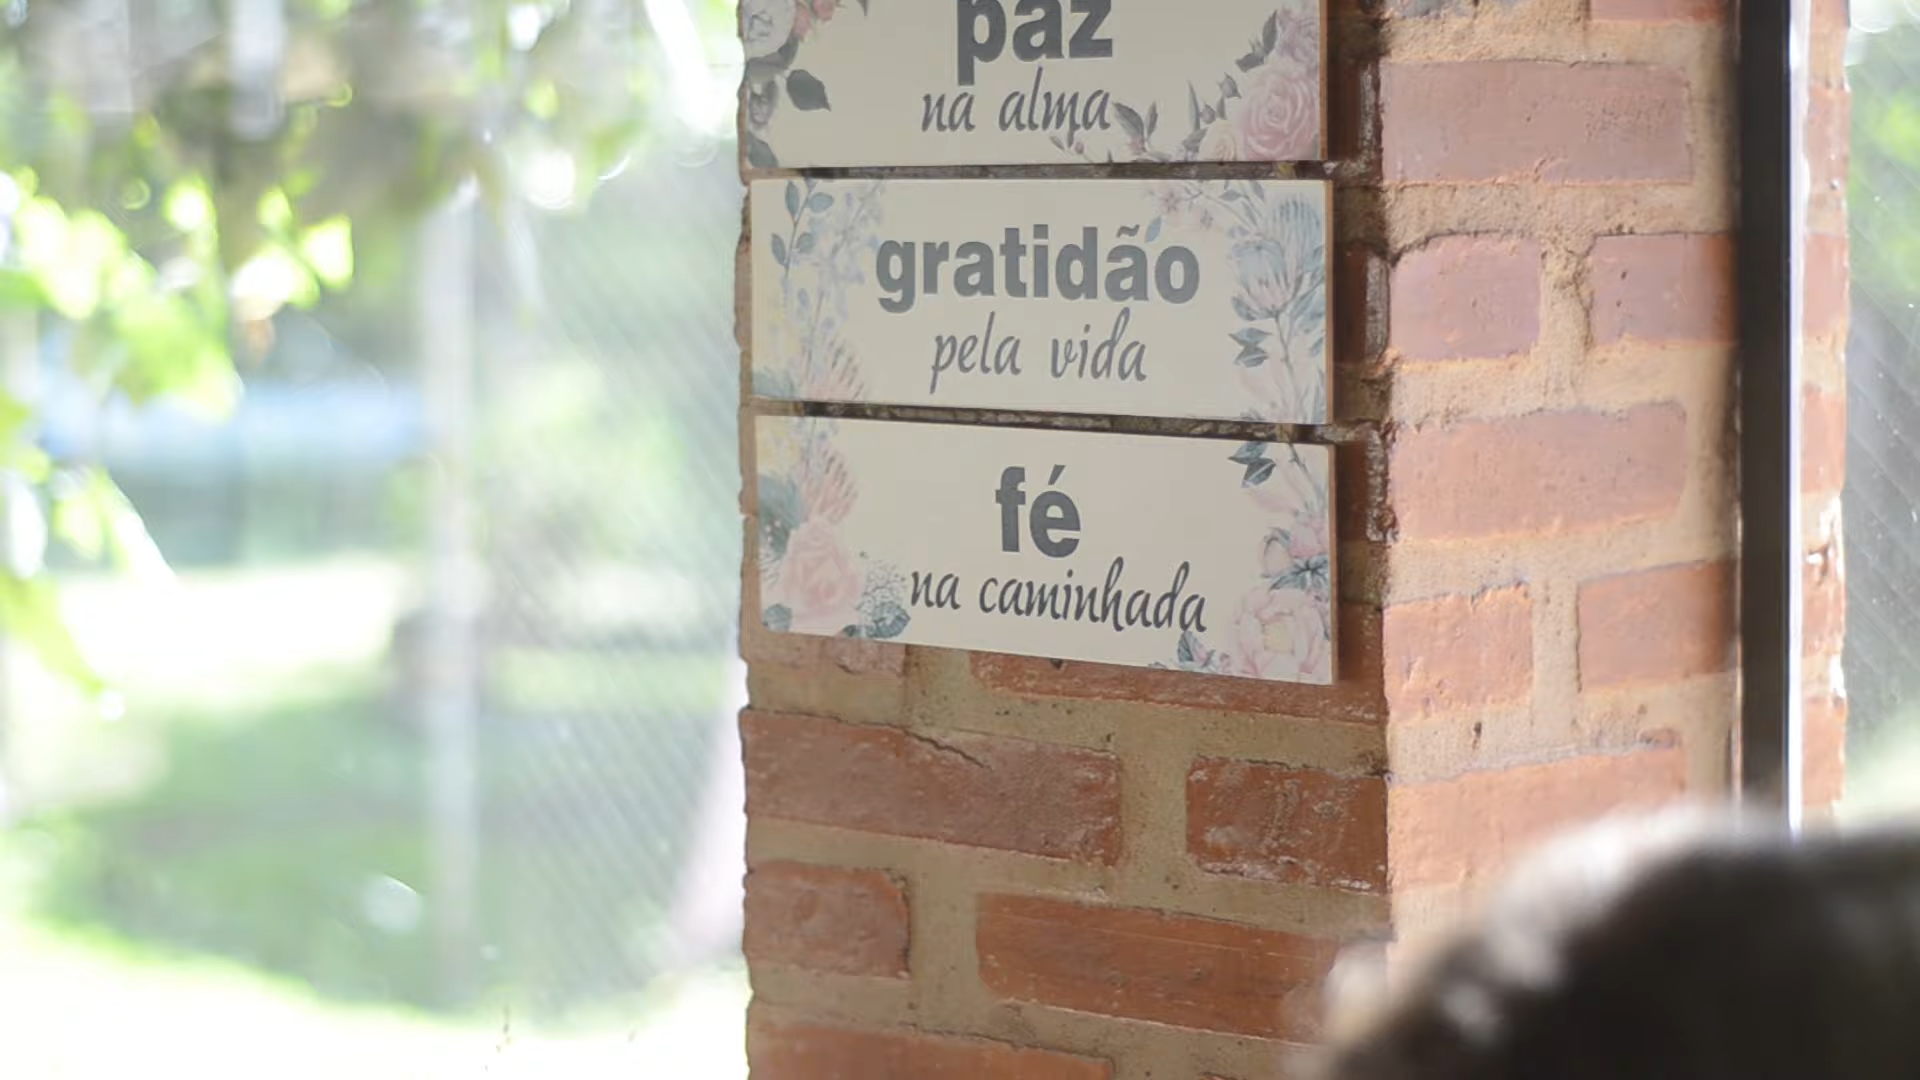 paz
na alma
gratidão
pela vida
fé
na caminhada